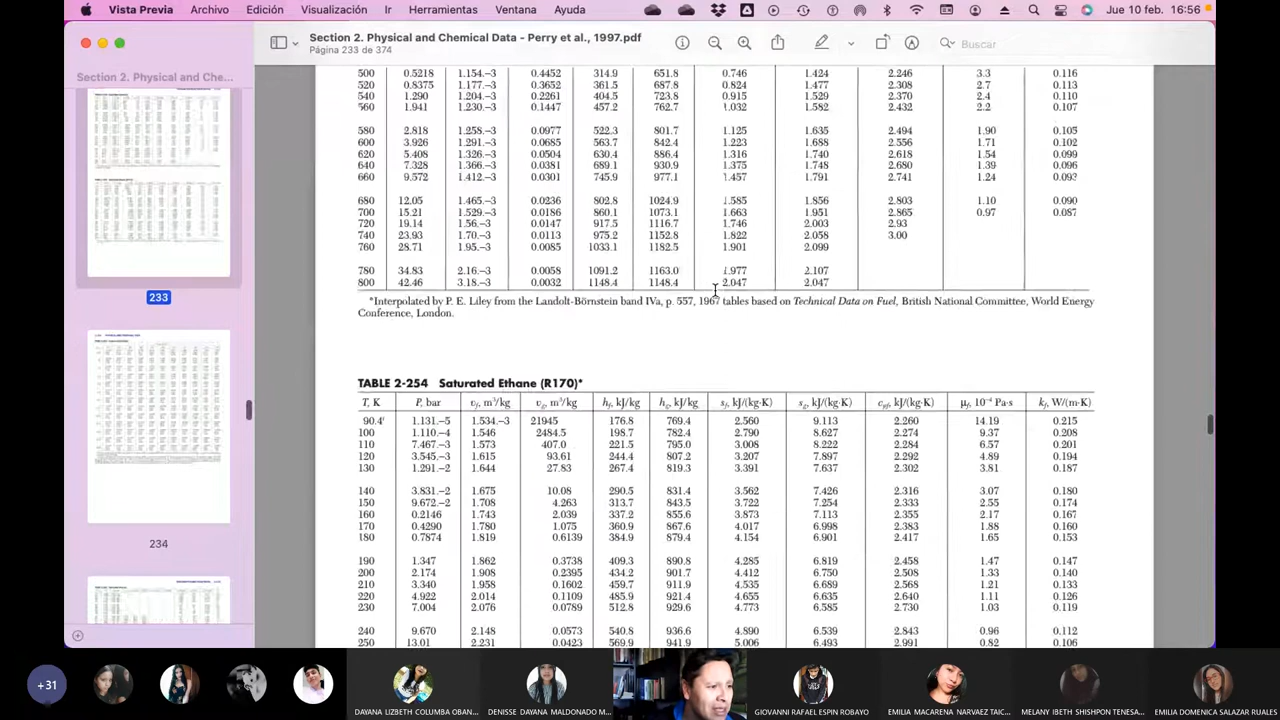 Vista Previa Archivo Edición Visualización Ir Herramientas Ventana Ayuda Jue 10 feb. 16:56
Section 2. Physical and Chemical Data - Perry et al., 1997.pdf
Página 233 de 374
Buscar
Section 2. Physical and Che...
233
234
500 0.5218 1.154.−3 0.4452 314.9 651.8 0.746 1.424 2.246 3.3 0.116
520 0.8375 1.177.−3 0.3652 361.5 687.8 0.824 1.477 2.308 2.7 0.113
540 1.290 1.204.−3 0.2261 404.5 723.8 0.915 1.529 2.370 2.4 0.110
560 1.941 1.230.−3 0.1447 457.2 762.7 1.032 1.582 2.432 2.2 0.107
580 2.818 1.258.−3 0.0977 522.3 801.7 1.125 1.635 2.494 1.90 0.105
600 3.926 1.291.−3 0.0685 563.7 842.4 1.223 1.688 2.556 1.71 0.102
620 5.408 1.326.−3 0.0504 630.4 886.4 1.316 1.740 2.618 1.54 0.099
640 7.328 1.366.−3 0.0381 689.1 930.9 1.375 1.748 2.680 1.39 0.096
660 9.572 1.412.−3 0.0301 745.9 977.1 1.457 1.791 2.741 1.24 0.093
680 12.05 1.465.−3 0.0236 802.8 1024.9 1.585 1.856 2.803 1.10 0.090
700 15.21 1.529.−3 0.0186 860.1 1073.1 1.663 1.951 2.865 0.97 0.087
720 19.14 1.56.−3 0.0147 917.5 1116.7 1.746 2.003 2.93
740 23.93 1.70.−3 0.0113 975.2 1152.8 1.822 2.058 3.00
760 28.71 1.95.−3 0.0085 1033.1 1182.5 1.901 2.099
780 34.83 2.16.−3 0.0058 1091.2 1163.0 1.977 2.107
800 42.46 3.18.−3 0.0032 1148.4 1148.4 2.047 2.047
*Interpolated by P. E. Liley from the Landolt-Börnstein band IVa, p. 557, 1967 tables based on Technical Data on Fuel, British National Committee, World Energy
Conference, London.
TABLE 2-254 Saturated Ethane (R170)*
T, K P, bar vf, m³/kg vg, m³/kg hf, kJ/kg hg, kJ/kg sf, kJ/(kg·K) sg, kJ/(kg·K) cpf, kJ/(kg·K) μf, 10⁻⁴ Pa·s kf, W/(m·K)
90.4ᵗ 1.131.−5 1.534.−3 21945 176.8 769.4 2.560 9.113 2.260 14.19 0.215
100 1.110.−4 1.546 2484.5 198.7 782.4 2.790 8.627 2.274 9.37 0.208
110 7.467.−3 1.573 407.0 221.5 795.0 3.008 8.222 2.284 6.57 0.201
120 3.545.−3 1.615 93.61 244.4 807.2 3.207 7.897 2.292 4.89 0.194
130 1.291.−2 1.644 27.83 267.4 819.3 3.391 7.637 2.302 3.81 0.187
140 3.831.−2 1.675 10.08 290.5 831.4 3.562 7.426 2.316 3.07 0.180
150 9.672.−2 1.708 4.263 313.7 843.5 3.722 7.254 2.333 2.55 0.174
160 0.2146 1.743 2.039 337.2 855.6 3.873 7.113 2.355 2.17 0.167
170 0.4290 1.780 1.075 360.9 867.6 4.017 6.998 2.383 1.88 0.160
180 0.7874 1.819 0.6139 384.9 879.4 4.154 6.901 2.417 1.65 0.153
190 1.347 1.862 0.3738 409.3 890.8 4.285 6.819 2.458 1.47 0.147
200 2.174 1.908 0.2395 434.2 901.7 4.412 6.750 2.508 1.33 0.140
210 3.340 1.958 0.1602 459.7 911.9 4.535 6.689 2.568 1.21 0.133
220 4.922 2.014 0.1109 485.9 921.4 4.655 6.635 2.640 1.11 0.126
230 7.004 2.076 0.0789 512.8 929.6 4.773 6.585 2.730 1.03 0.119
240 9.670 2.148 0.0573 540.8 936.6 4.890 6.539 2.843 0.96 0.112
250 13.01 2.231 0.0423 569.9 941.9 5.006 6.493 2.991 0.82 0.106
+31
DAYANA LIZBETH COLUMBA OBAN... DENISSE DAYANA MALDONADO M... GIOVANNI RAFAEL ESPIN ROBAYO EMILIA MACARENA NARVAEZ TAIC... MELANY IBETH SHISHPON TENESA... EMILIA DOMENICA SALAZAR RUALES